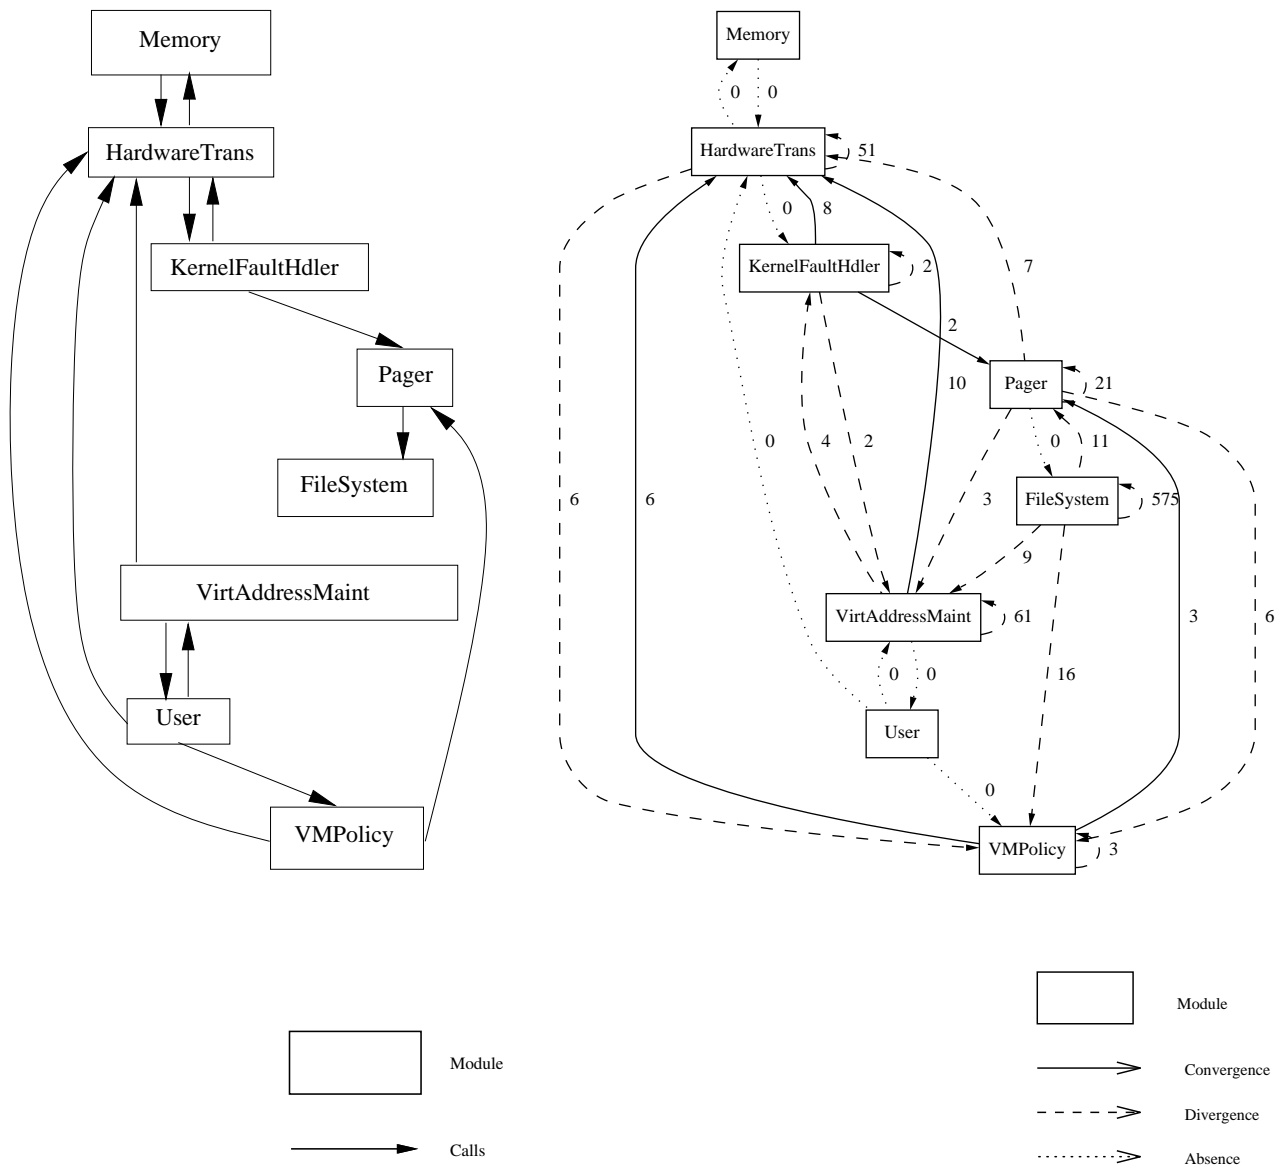 Memory
HardwareTrans
KernelFaultHdler
Pager
FileSystem
VirtAddressMaint
User
VMPolicy
Module
Calls
Memory
0
0
HardwareTrans
51
0
8
KernelFaultHdler
2
7
2
Pager
21
10
0
4
2
0
11
6
6
3
FileSystem
575
9
VirtAddressMaint
61
3
6
0
0
16
User
0
VMPolicy
3
Module
Convergence
Divergence
Absence